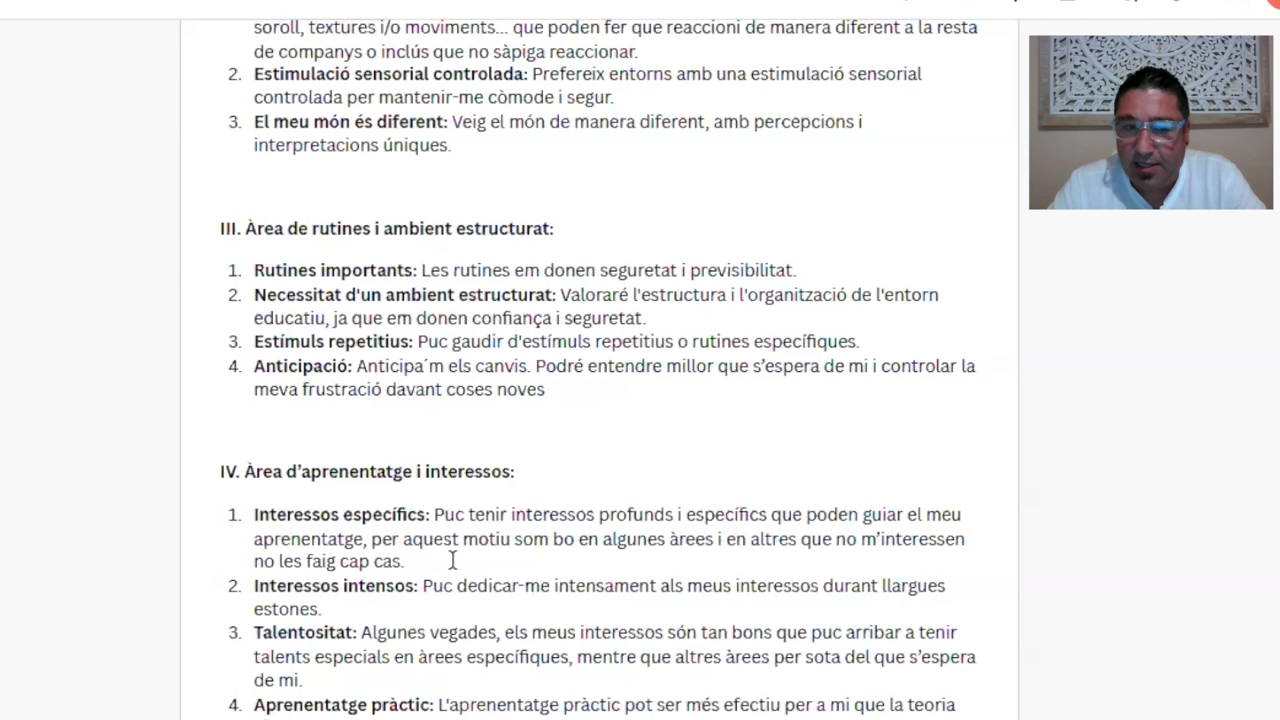 soroll, textures i/o moviments... que poden fer que reaccioni de manera diferent a la resta
de companys o inclús que no sàpiga reaccionar.
2. Estimulació sensorial controlada: Prefereix entorns amb una estimulació sensorial
controlada per mantenir-me còmode i segur.
3. El meu món és diferent: Veig el món de manera diferent, amb percepcions i
interpretacions úniques.
III. Àrea de rutines i ambient estructurat:
1. Rutines importants: Les rutines em donen seguretat i previsibilitat.
2. Necessitat d'un ambient estructurat: Valoraré l'estructura i l'organització de l'entorn
educatiu, ja que em donen confiança i seguretat.
3. Estímuls repetitius: Puc gaudir d'estímuls repetitius o rutines específiques.
4. Anticipació: Anticipa´m els canvis. Podré entendre millor que s’espera de mi i controlar la
meva frustració davant coses noves
IV. Àrea d’aprenentatge i interessos:
1. Interessos específics: Puc tenir interessos profunds i específics que poden guiar el meu
aprenentatge, per aquest motiu som bo en algunes àrees i en altres que no m’interessen
no les faig cap cas.
2. Interessos intensos: Puc dedicar-me intensament als meus interessos durant llargues
estones.
3. Talentositat: Algunes vegades, els meus interessos són tan bons que puc arribar a tenir
talents especials en àrees específiques, mentre que altres àrees per sota del que s’espera
de mi.
4. Aprenentatge pràctic: L'aprenentatge pràctic pot ser més efectiu per a mi que la teoria